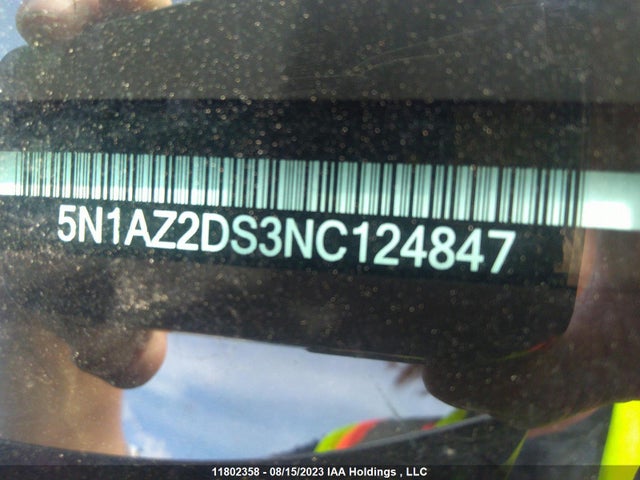 5N1AZ2DS3NC124847
11802358 - 08/15/2023 IAA Holdings , LLC